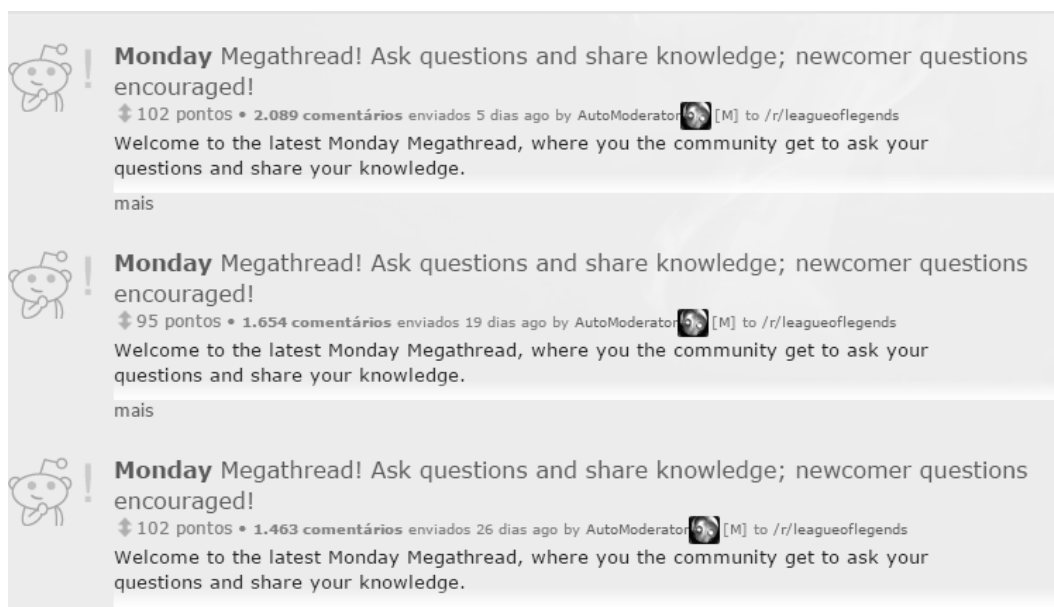 Monday Megathread! Ask questions and share knowledge; newcomer questions
encouraged!
102 pontos • 2.089 comentários enviados 5 dias ago by AutoModerator [M] to /r/leagueoflegends
Welcome to the latest Monday Megathread, where you the community get to ask your
questions and share your knowledge.
mais
Monday Megathread! Ask questions and share knowledge; newcomer questions
encouraged!
95 pontos • 1.654 comentários enviados 19 dias ago by AutoModerator [M] to /r/leagueoflegends
Welcome to the latest Monday Megathread, where you the community get to ask your
questions and share your knowledge.
mais
Monday Megathread! Ask questions and share knowledge; newcomer questions
encouraged!
102 pontos • 1.463 comentários enviados 26 dias ago by AutoModerator [M] to /r/leagueoflegends
Welcome to the latest Monday Megathread, where you the community get to ask your
questions and share your knowledge.